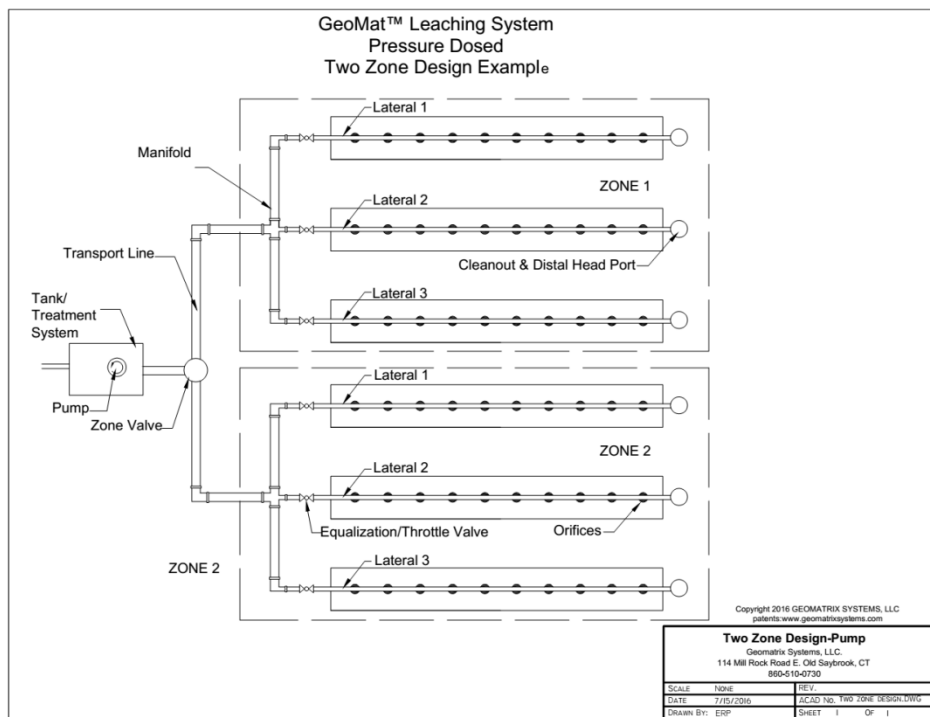 GeoMat™ Leaching System
Pressure Dosed
Two Zone Design Example
Lateral 1
Manifold
ZONE 1
Lateral 2
Transport Line
Cleanout & Distal Head Port
Tank/
Treatment
System
Lateral 3
Pump
Zone Valve
Lateral 1
ZONE 2
Lateral 2
Equalization/Throttle Valve
Orifices
Lateral 3
ZONE 2
Copyright 2016 GEOMATRIX SYSTEMS, LLC
patents:www.geomatrixsystems.com
Two Zone Design-Pump
Geomatrix Systems, LLC.
114 Mill Rock Road E. Old Saybrook, CT
860-510-0730
SCALE NONE REV.
DATE 7/15/2016 ACAD No. TWO ZONE DESIGN.DWG
DRAWN BY: ERP SHEET 1 OF 1